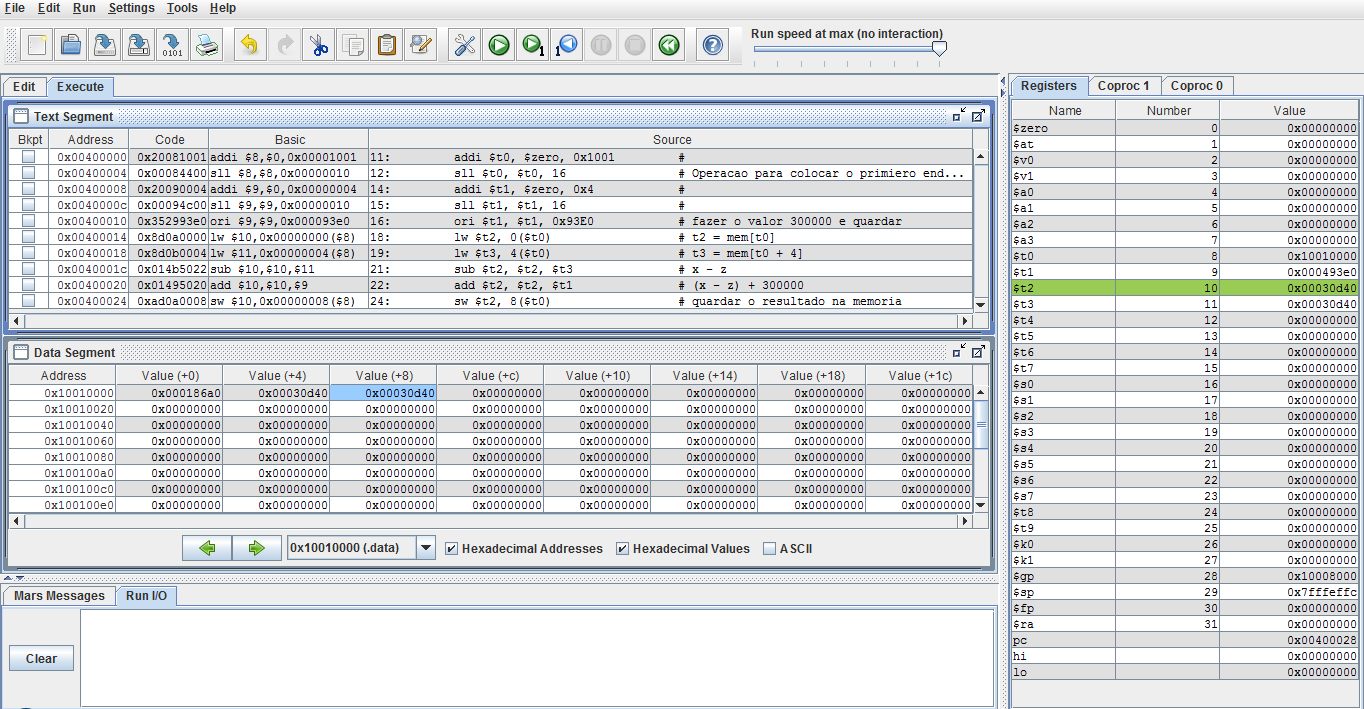 File Edit Run Settings Tools Help
Run speed at max (no interaction)
Edit Execute
Text Segment
Bkpt Address Code Basic Source
0x00400000 0x20081001 addi $8,$0,0x00001001 11: addi $t0, $zero, 0x1001 #
0x00400004 0x00084400 sll $8,$8,0x00000010 12: sll $t0, $t0, 16 # Operacao para colocar o primiero end...
0x00400008 0x20090004 addi $9,$0,0x00000004 14: addi $t1, $zero, 0x4 #
0x0040000c 0x00094c00 sll $9,$9,0x00000010 15: sll $t1, $t1, 16 #
0x00400010 0x352993e0 ori $9,$9,0x000093e0 16: ori $t1, $t1, 0x93E0 # fazer o valor 300000 e quardar
0x00400014 0x8d0a0000 lw $10,0x00000000($8) 18: lw $t2, 0($t0) # t2 = mem[t0]
0x00400018 0x8d0b0004 lw $11,0x00000004($8) 19: lw $t3, 4($t0) # t3 = mem[t0 + 4]
0x0040001c 0x014b5022 sub $10,$10,$11 21: sub $t2, $t2, $t3 # x - z
0x00400020 0x01495020 add $10,$10,$9 22: add $t2, $t2, $t1 # (x - z) + 300000
0x00400024 0xad0a0008 sw $10,0x00000008($8) 24: sw $t2, 8($t0) # quardar o resultado na memoria
Data Segment
Address Value (+0) Value (+4) Value (+8) Value (+c) Value (+10) Value (+14) Value (+18) Value (+1c)
0x10010000 0x000186a0 0x00030d40 0x00030d40 0x00000000 0x00000000 0x00000000 0x00000000 0x00000000
0x10010020 0x00000000 0x00000000 0x00000000 0x00000000 0x00000000 0x00000000 0x00000000 0x00000000
0x10010040 0x00000000 0x00000000 0x00000000 0x00000000 0x00000000 0x00000000 0x00000000 0x00000000
0x10010060 0x00000000 0x00000000 0x00000000 0x00000000 0x00000000 0x00000000 0x00000000 0x00000000
0x10010080 0x00000000 0x00000000 0x00000000 0x00000000 0x00000000 0x00000000 0x00000000 0x00000000
0x100100a0 0x00000000 0x00000000 0x00000000 0x00000000 0x00000000 0x00000000 0x00000000 0x00000000
0x100100c0 0x00000000 0x00000000 0x00000000 0x00000000 0x00000000 0x00000000 0x00000000 0x00000000
0x100100e0 0x00000000 0x00000000 0x00000000 0x00000000 0x00000000 0x00000000 0x00000000 0x00000000
0x10010000 (.data) Hexadecimal Addresses Hexadecimal Values ASCII
Mars Messages Run I/O
Clear
Registers Coproc 1 Coproc 0
Name Number Value
$zero 0 0x00000000
$at 1 0x00000000
$v0 2 0x00000000
$v1 3 0x00000000
$a0 4 0x00000000
$a1 5 0x00000000
$a2 6 0x00000000
$a3 7 0x00000000
$t0 8 0x10010000
$t1 9 0x000493e0
$t2 10 0x00030d40
$t3 11 0x00030d40
$t4 12 0x00000000
$t5 13 0x00000000
$t6 14 0x00000000
$t7 15 0x00000000
$s0 16 0x00000000
$s1 17 0x00000000
$s2 18 0x00000000
$s3 19 0x00000000
$s4 20 0x00000000
$s5 21 0x00000000
$s6 22 0x00000000
$s7 23 0x00000000
$t8 24 0x00000000
$t9 25 0x00000000
$k0 26 0x00000000
$k1 27 0x00000000
$gp 28 0x10008000
$sp 29 0x7fffeffc
$fp 30 0x00000000
$ra 31 0x00000000
pc 0x00400028
hi 0x00000000
lo 0x00000000